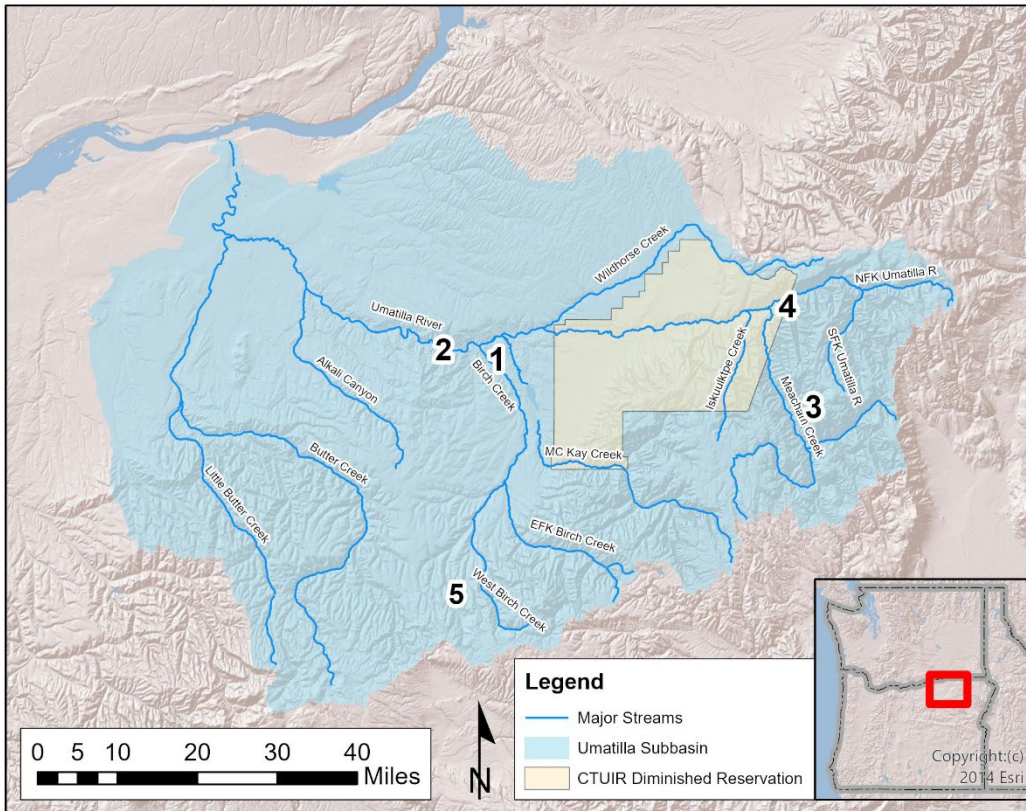 Wildhorse Creek
NFK Umatilla R
4
Umatilla River
2
1
Iskuulktpe Creek
SFK Umatilla R
Birch Creek
Meacham Creek
3
Alkali Canyon
MC Kay Creek
Butter Creek
Little Butter Creek
EFK Birch Creek
5
West Birch Creek
Legend
Major Streams
Umatilla Subbasin
CTUIR Diminished Reservation
0 5 10 20 30 40
Miles
N
Copyright:(c)
2014 Esri